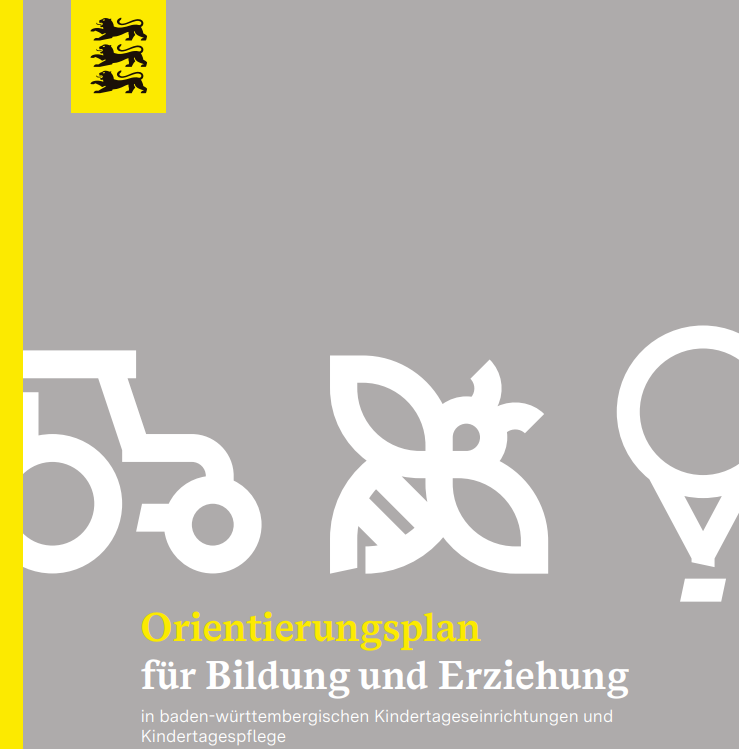 Orientierungsplan
für Bildung und Erziehung
in baden-württembergischen Kindertageseinrichtungen und
Kindertagespflege